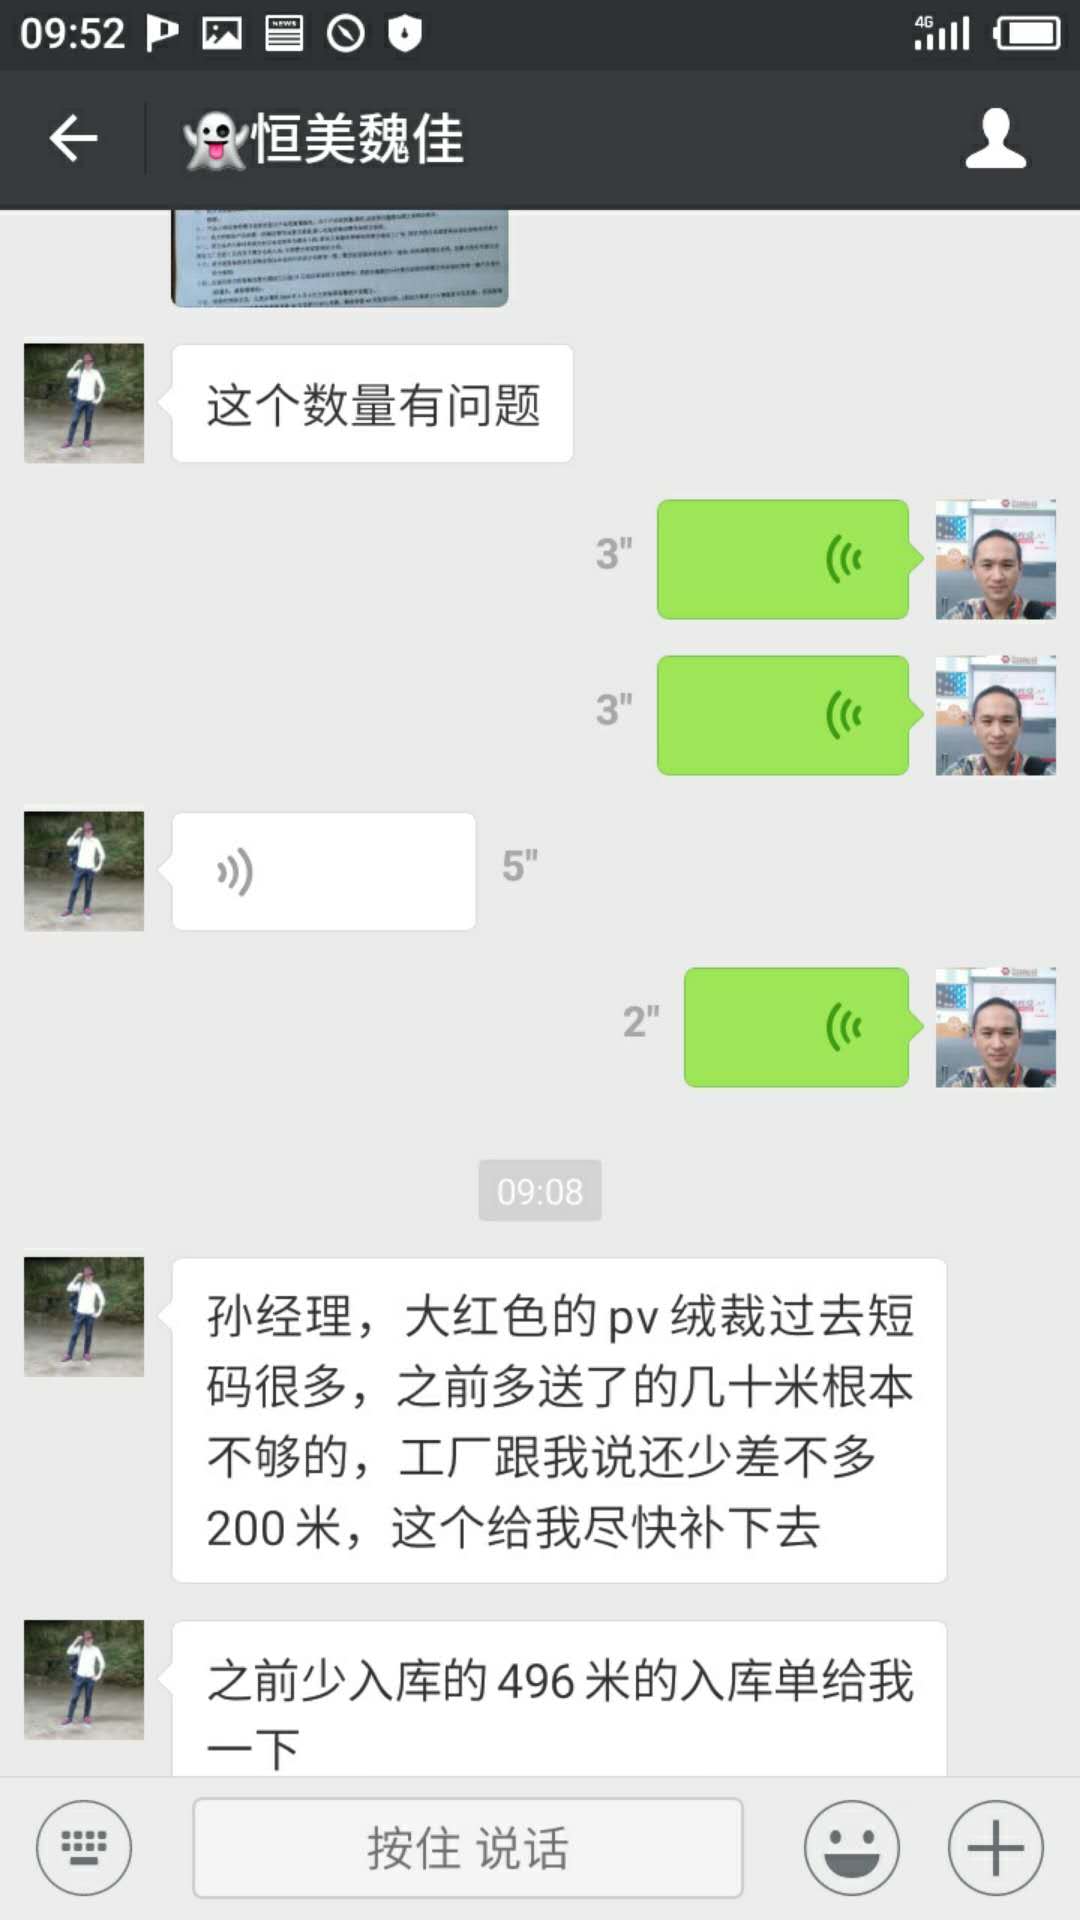 09:52
NEWS
4G
恒美魏佳
这个数量有问题
3"
3"
5"
2"
09:08
孙经理，大红色的pv绒裁过去短
码很多，之前多送了的几十米根本
不够的，工厂跟我说还少差不多
200米，这个给我尽快补下去
之前少入库的496米的入库单给我
一下
按住 说话